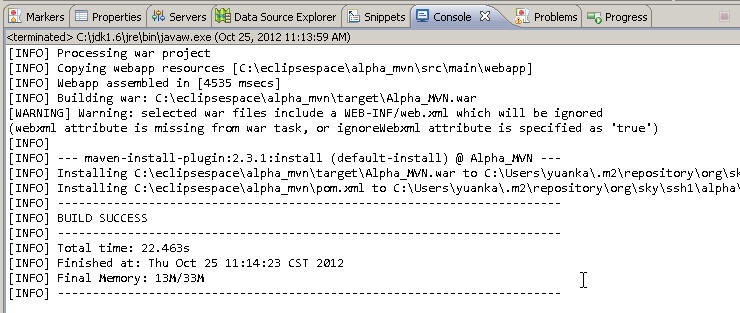 Markers Properties Servers Data Source Explorer Snippets Console Problems Progress
<terminated> C:\jdk1.6\jre\bin\javaw.exe (Oct 25, 2012 11:13:59 AM)
[INFO] Processing war project
[INFO] Copying webapp resources [C:\eclipsespace\alpha_mvn\src\main\webapp]
[INFO] Webapp assembled in [4535 msecs]
[INFO] Building war: C:\eclipsespace\alpha_mvn\target\Alpha_MVN.war
[WARNING] Warning: selected war files include a WEB-INF/web.xml which will be ignored
(webxml attribute is missing from war task, or ignoreWebxml attribute is specified as 'true')
[INFO]
[INFO] --- maven-install-plugin:2.3.1:install (default-install) @ Alpha_MVN ---
[INFO] Installing C:\eclipsespace\alpha_mvn\target\Alpha_MVN.war to C:\Users\yuanka\.m2\repository\org\sky
[INFO] Installing C:\eclipsespace\alpha_mvn\pom.xml to C:\Users\yuanka\.m2\repository\org\sky\ssh1\alpha\
[INFO] ------------------------------------------------------------------------
[INFO] BUILD SUCCESS
[INFO] ------------------------------------------------------------------------
[INFO] Total time: 22.463s
[INFO] Finished at: Thu Oct 25 11:14:23 CST 2012
[INFO] Final Memory: 13M/33M
[INFO] ------------------------------------------------------------------------